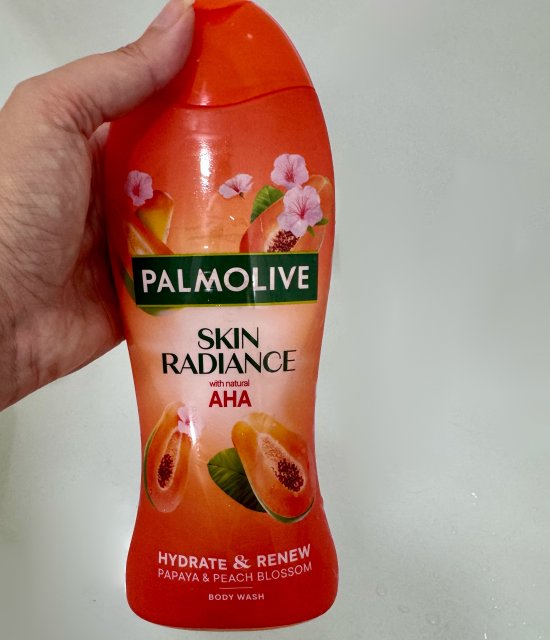 PALMOLIVE
SKIN
RADIANCE
with natural
AHA
HYDRATE & RENEW
PAPAYA & PEACH BLOSSOM
BODY WASH